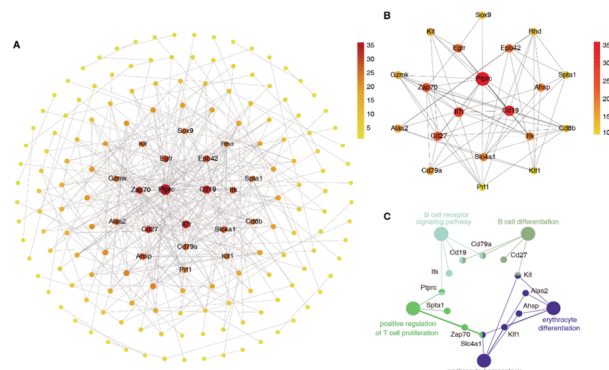 A
Sox9
Kit
Rhd
Egfr
Epb42
Gzmk
Zap70
Ptprc
Cd19
Itk
Spta1
Alas2
Cd27
Il7r
Slc4a1
Cd8b
Cd79a
Ahsp
Klf1
Prf1
35
30
25
20
15
10
5
1
B
Sox9
Kit
Rhd
Egfr
Epb42
Ptprc
Gzmk
Spta1
Zap70
Ahsp
Il7r
Cd19
Alas2
Cd27
Itk
Cd8b
Slc4a1
Cd79a
Klf1
Prf1
35
30
25
20
15
10
C
B cell receptor
signaling pathway
B cell differentiation
Cd79a
Cd19
Cd27
Itk
Kit
Ptprc
Alas2
Spta1
Ahsp
positive regulation
of T cell proliferation
Zap70
Klf1
Slc4a1
erythrocyte
differentiation